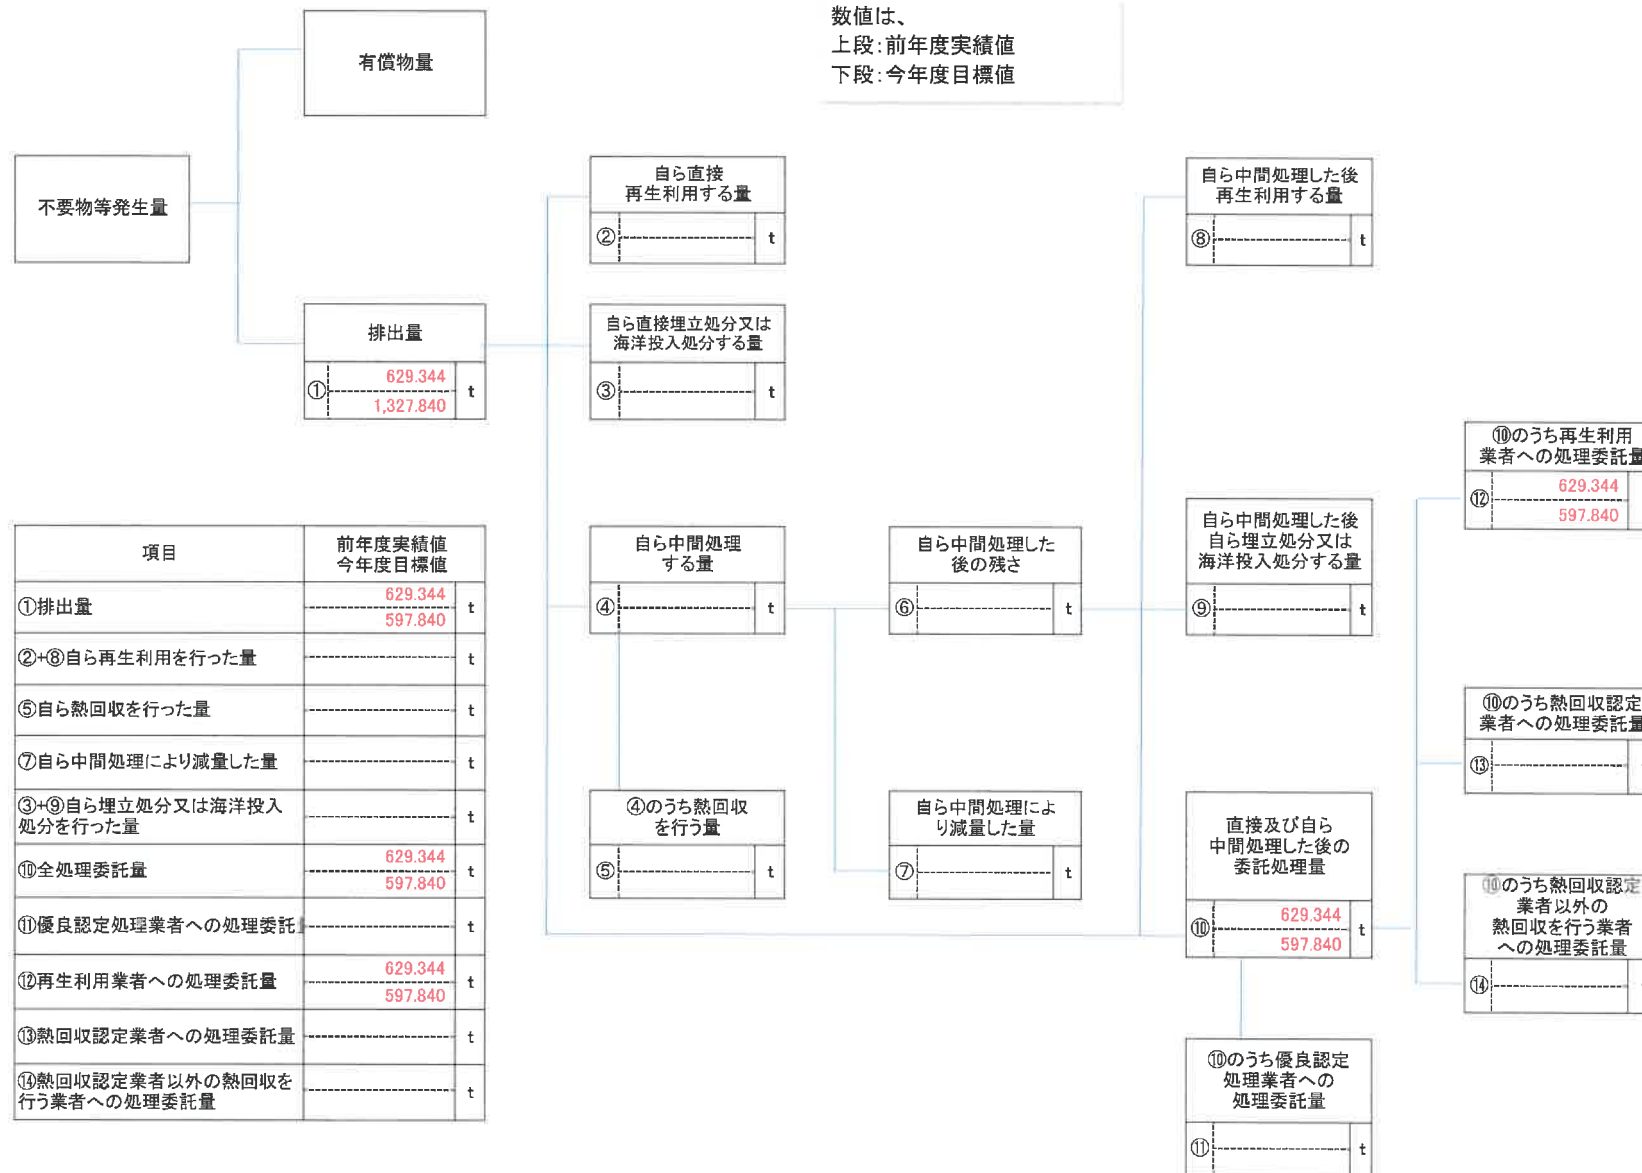 数値は、
上段:前年度実績値
下段:今年度目標値
有償物量
不要物等発生量
排出量
①
629.344
1,327.840
t
自ら直接
再生利用する量
②
t
自ら直接埋立処分又は
海洋投入処分する量
③
t
自ら中間処理した後
再生利用する量
⑧
t
自ら中間処理
する量
④
t
自ら中間処理した
後の残さ
⑥
t
自ら中間処理した後
自ら埋立処分又は
海洋投入処分する量
⑨
t
④のうち熱回収
を行う量
⑤
t
自ら中間処理によ
り減量した量
⑦
t
直接及び自ら
中間処理した後の
委託処理量
⑩
629.344
597.840
t
⑩のうち優良認定
処理業者への
処理委託量
⑪
t
⑩のうち再生利用
業者への処理委託量
⑫
629.344
597.840
⑩のうち熱回収認定
業者への処理委託量
⑬
⑩のうち熱回収認定
業者以外の
熱回収を行う業者
への処理委託量
⑭
項目
前年度実績値
今年度目標値
①排出量
629.344
597.840
t
②+⑧自ら再生利用を行った量
t
⑤自ら熱回収を行った量
t
⑦自ら中間処理により減量した量
t
③+⑨自ら埋立処分又は海洋投入
処分を行った量
t
⑩全処理委託量
629.344
597.840
t
⑪優良認定処理業者への処理委託
t
⑫再生利用業者への処理委託量
629.344
597.840
t
⑬熱回収認定業者への処理委託量
t
⑭熱回収認定業者以外の熱回収を
行う業者への処理委託量
t